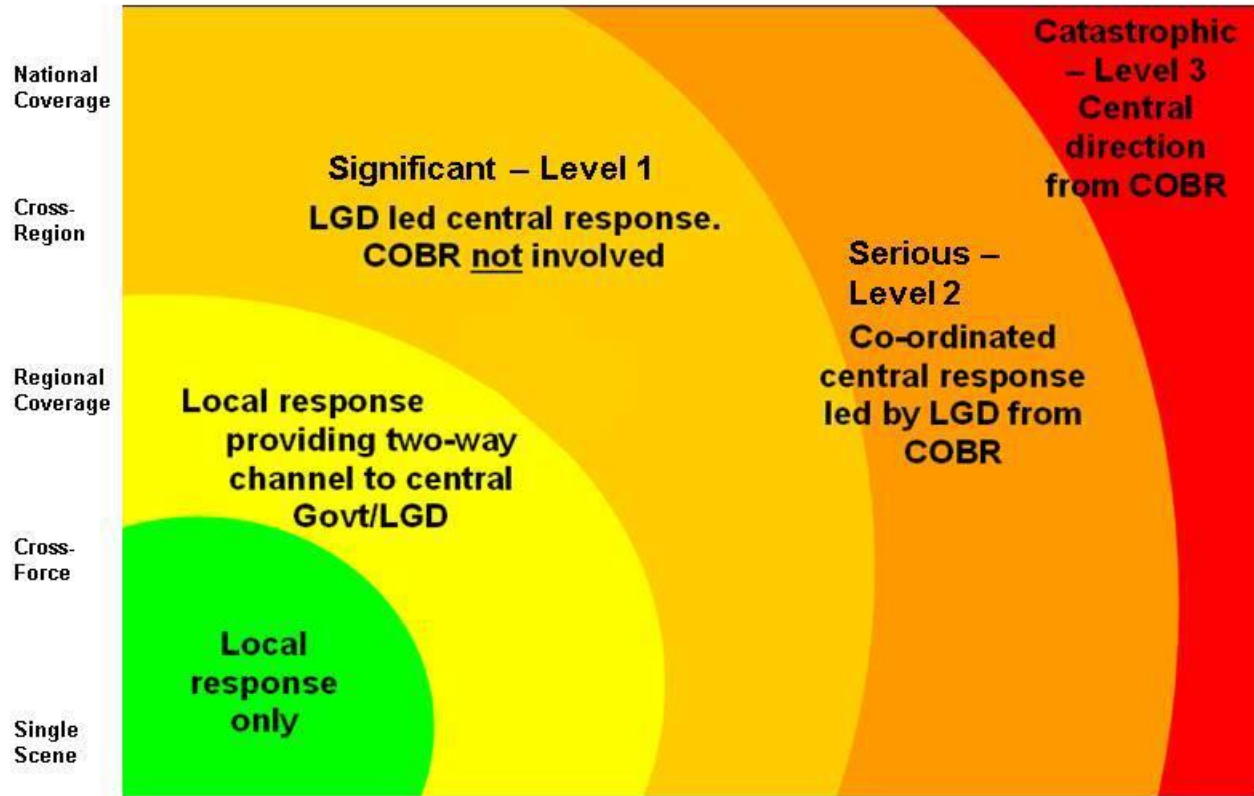 National
Coverage
Cross-
Region
Regional
Coverage
Cross-
Force
Single
Scene
Catastrophic
– Level 3
Central
direction
from COBR
Significant – Level 1
LGD led central response.
COBR not involved
Serious –
Level 2
Co-ordinated
central response
led by LGD from
COBR
Local response
providing two-way
channel to central
Govt/LGD
Local
response
only